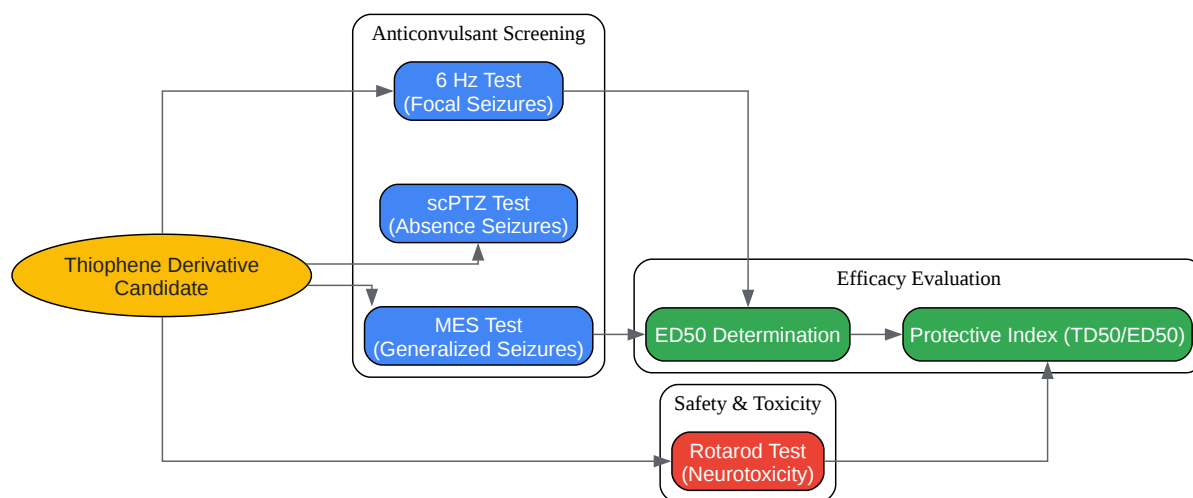 Anticonvulsant Screening
6 Hz Test
(Focal Seizures)
scPTZ Test
(Absence Seizures)
Thiophene Derivative
Candidate
MES Test
(Generalized Seizures)
Efficacy Evaluation
ED50 Determination
Protective Index (TD50/ED50)
Safety & Toxicity
Rotarod Test
(Neurotoxicity)